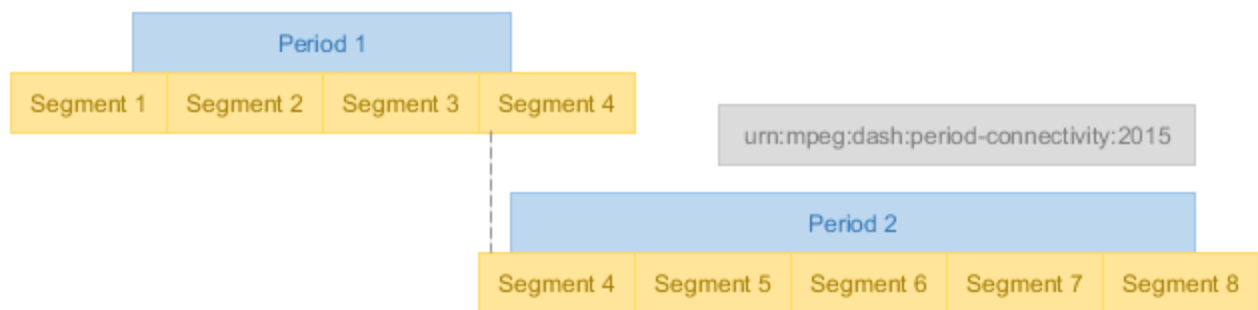 Period 1
Segment 1 Segment 2 Segment 3 Segment 4
urn:mpeg:dash:period-connectivity:2015
Period 2
Segment 4 Segment 5 Segment 6 Segment 7 Segment 8